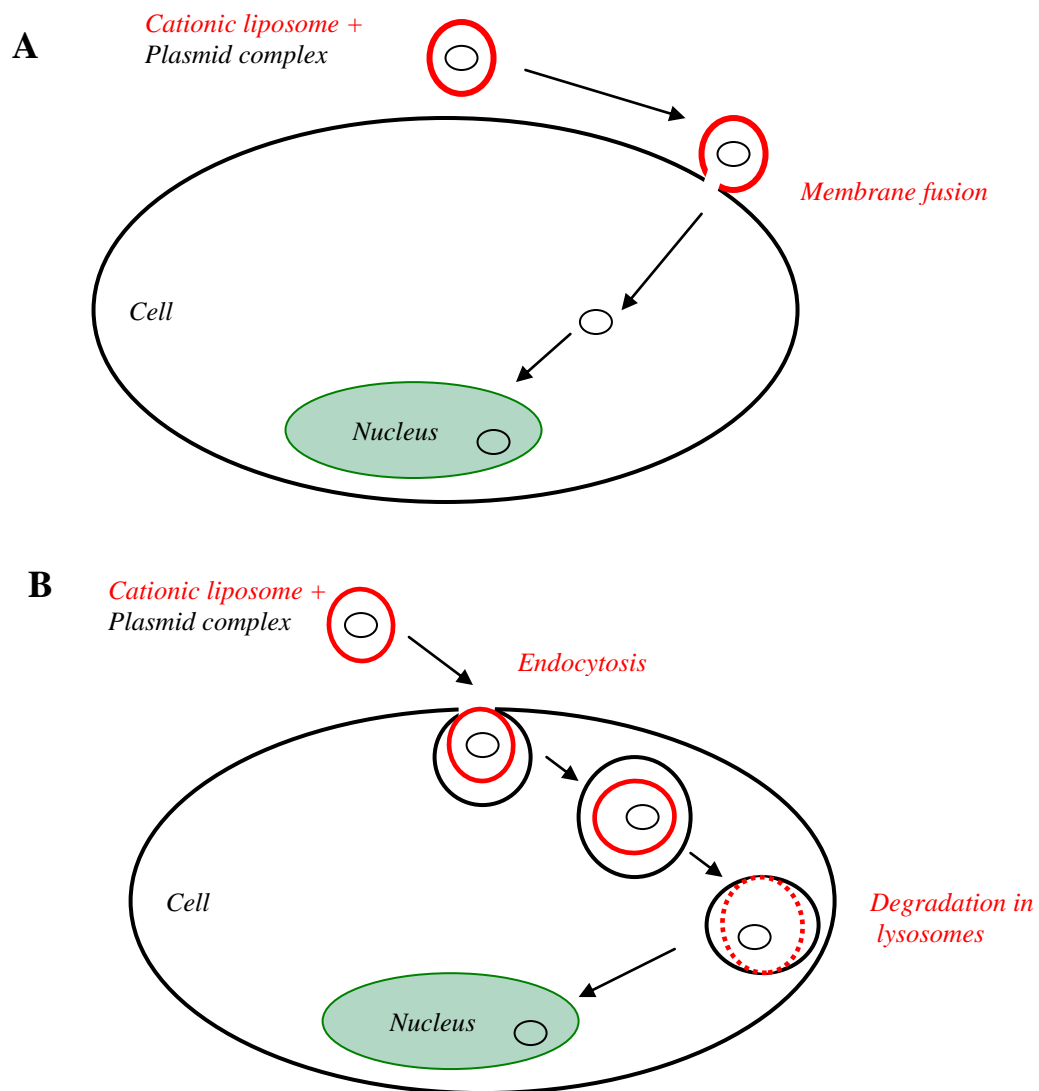 A
Cationic liposome +
Plasmid complex
Membrane fusion
Cell
Nucleus
B
Cationic liposome +
Plasmid complex
Endocytosis
Cell
Degradation in
lysosomes
Nucleus